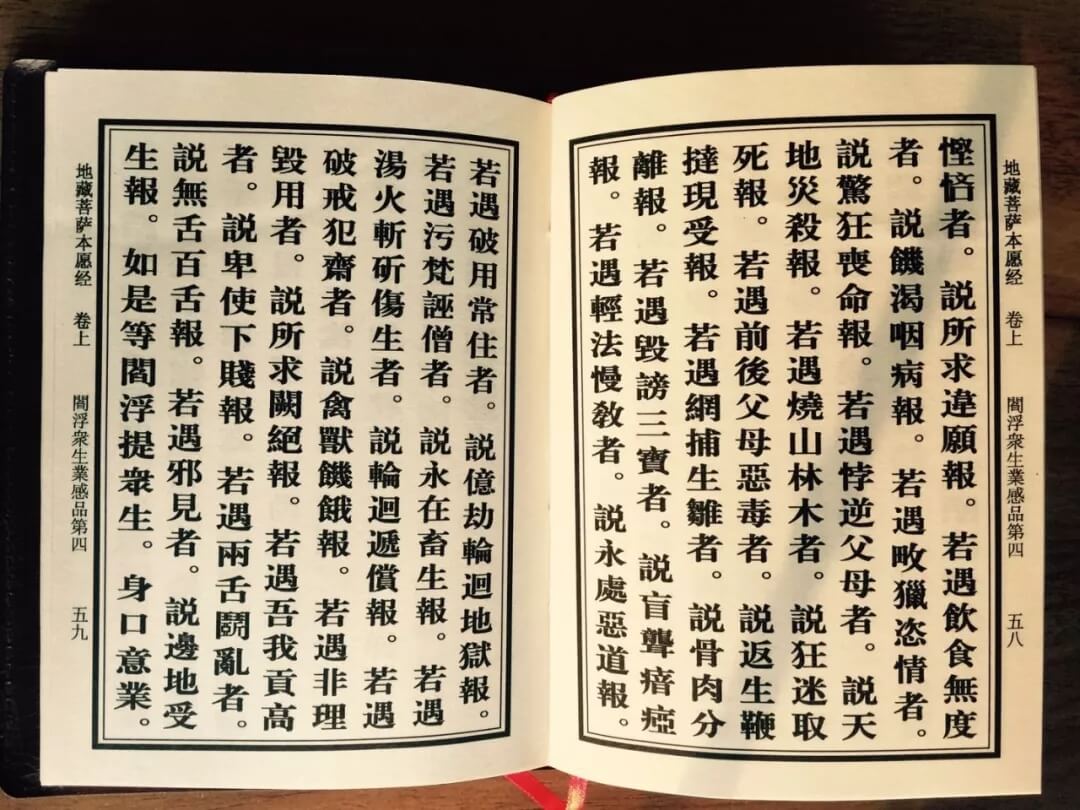 地藏菩萨本愿经 卷上 閻浮衆生業感品第四 五八
慳悋者。說所求違願報。若遇飲食無度
者。說饑渴咽病報。若遇畋獵恣情者。
說驚狂喪命報。若遇悖逆父母者。說天
地災殺報。若遇燒山林木者。說狂迷取
死報。若遇前後父母惡毒者。說返生鞭
撻現受報。若遇網捕生雛者。說骨肉分
離報。若遇毀謗三寶者。說盲聾瘖瘂
報。若遇輕法慢教者。說永處惡道報。
若遇破用常住者。說億劫輪迴地獄報。
若遇污梵誣僧者。說永在畜生報。若遇
湯火斬斫傷生者。說輪迴遞償報。若遇
破戒犯齋者。說禽獸饑餓報。若遇非理
毀用者。說所求闕絕報。若遇吾我貢高
者。說卑使下賤報。若遇兩舌鬬亂者。
說無舌百舌報。若遇邪見者。說邊地受
生報。如是等閻浮提衆生。身口意業。
地藏菩萨本愿经 卷上 閻浮衆生業感品第四 五九